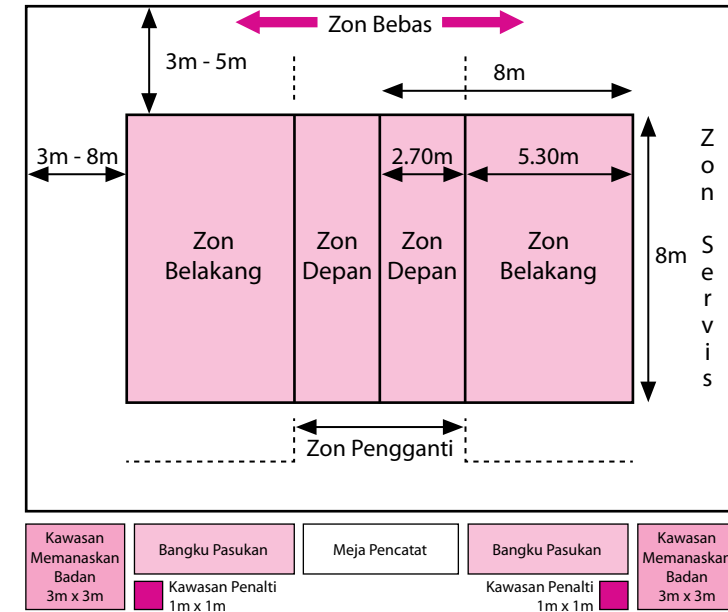 Zon Bebas
3m - 5m
8m
3m - 8m
2.70m
5.30m
Zon
Belakang
Zon
Depan
Zon
Depan
Zon
Belakang
8m
Zon Servis
Zon Pengganti
Kawasan
Memanaskan
Badan
3m x 3m
Bangku Pasukan
Meja Pencatat
Bangku Pasukan
Kawasan
Memanaskan
Badan
3m x 3m
Kawasan Penalti
1m x 1m
Kawasan Penalti
1m x 1m